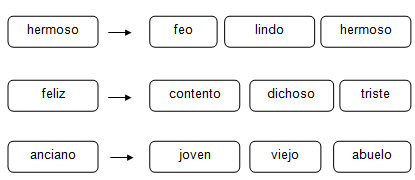 hermoso feo lindo hermoso
feliz contento dichoso triste
anciano joven viejo abuelo